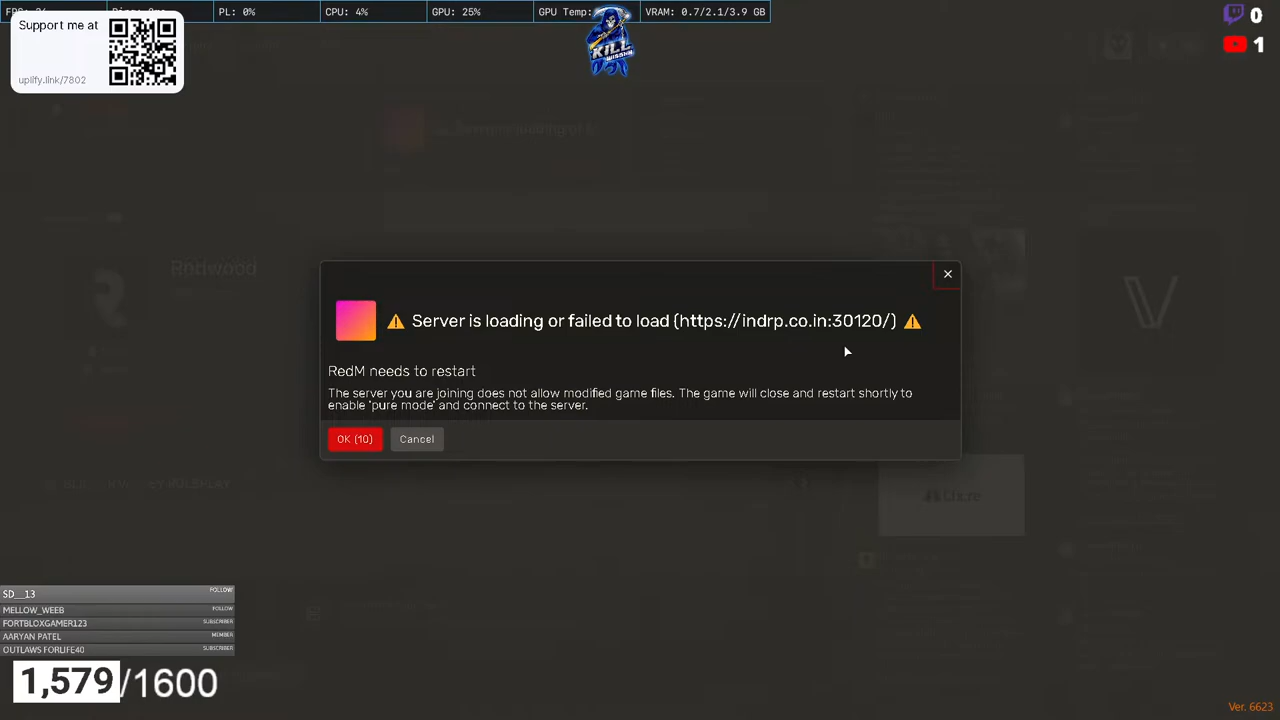 PL: 0%
CPU: 4%
GPU: 25%
GPU Temp:
VRAM: 0.7/2.1/3.9 GB
Support me at
uplify.link/7802
KILL
0
1
Redwood
⚠ Server is loading or failed to load (https://indrp.co.in:30120/) ⚠
RedM needs to restart
The server you are joining does not allow modified game files. The game will close and restart shortly to
enable 'pure mode' and connect to the server.
OK (10)
Cancel
SD__13 FOLLOW
MELLOW_WEEB FOLLOW
FORTBLOXGAMER123 SUBSCRIBER
AARYAN PATEL MEMBER
OUTLAWS FORLIFE40 SUBSCRIBER
1,579/1600
Ver. 6623